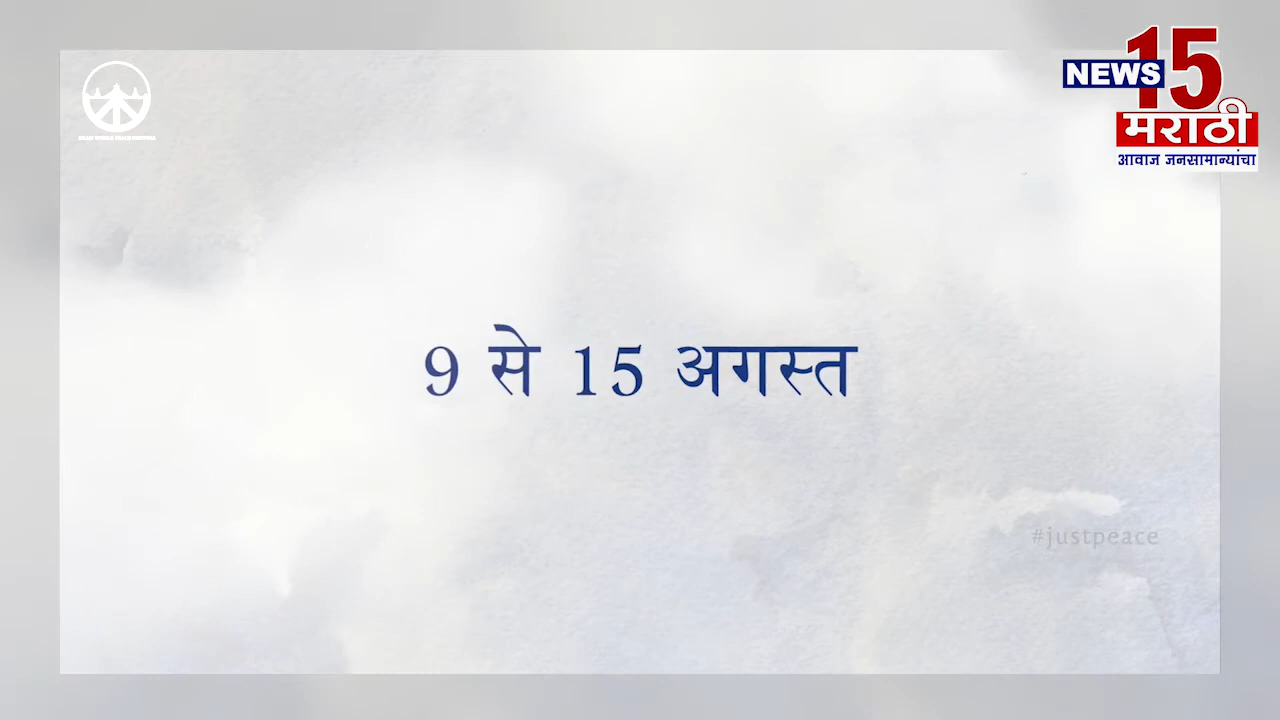 NEWS 15
मराठी
आवाज जनसामान्यांचा
9 से 15 अगस्त
#justpeace